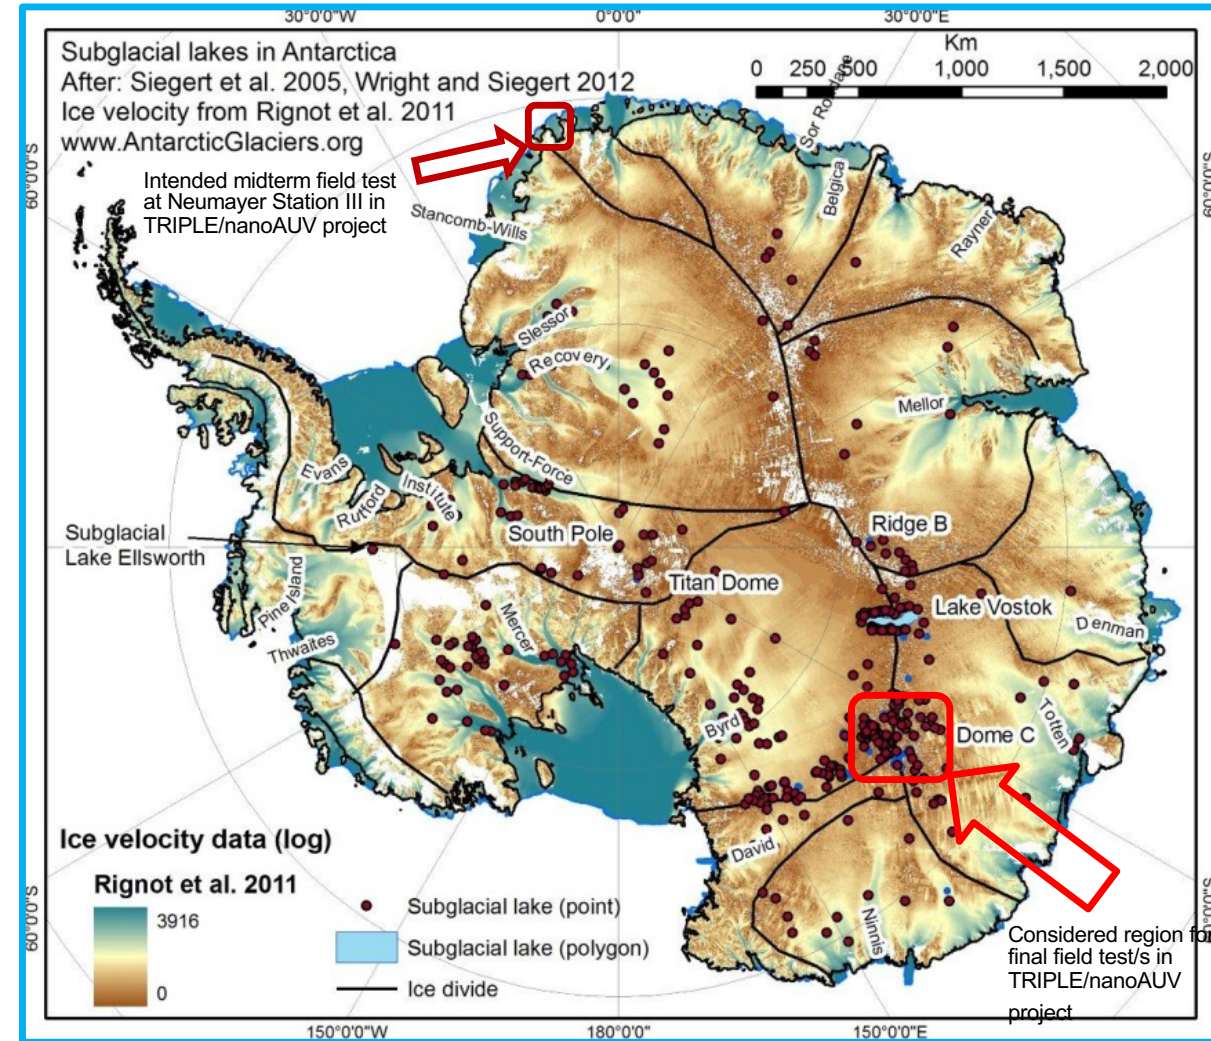 30°0'0"W
0°0'0"
30°0'0"E
Subglacial lakes in Antarctica
After: Siegert et al. 2005, Wright and Siegert 2012
Ice velocity from Rignot et al. 2011
www.AntarcticGlaciers.org
Km
0 250 500 1,000 1,500 2,000
60°0'0"S
60°0'0"S
Intended midterm field test
at Neumayer Station III in
TRIPLE/nanoAUV project
Sor Rondane
Belgica
Rayner
Stancomb-Wills
Slessor
Recovery
Mellor
Support-Force
Evans
Rutford
Institute
South Pole
Ridge B
Subglacial
Lake Ellsworth
Titan Dome
Pine Island
Lake Vostok
Mercer
Denman
Thwaites
Byrd
Totten
Dome C
David
Ninnis
Ice velocity data (log)
Rignot et al. 2011
3916
0
Subglacial lake (point)
Subglacial lake (polygon)
Ice divide
Considered region for
final field test/s in
TRIPLE/nanoAUV
project
60°0'0"S
150°0'0"W
180°0'0"
150°0'0"E